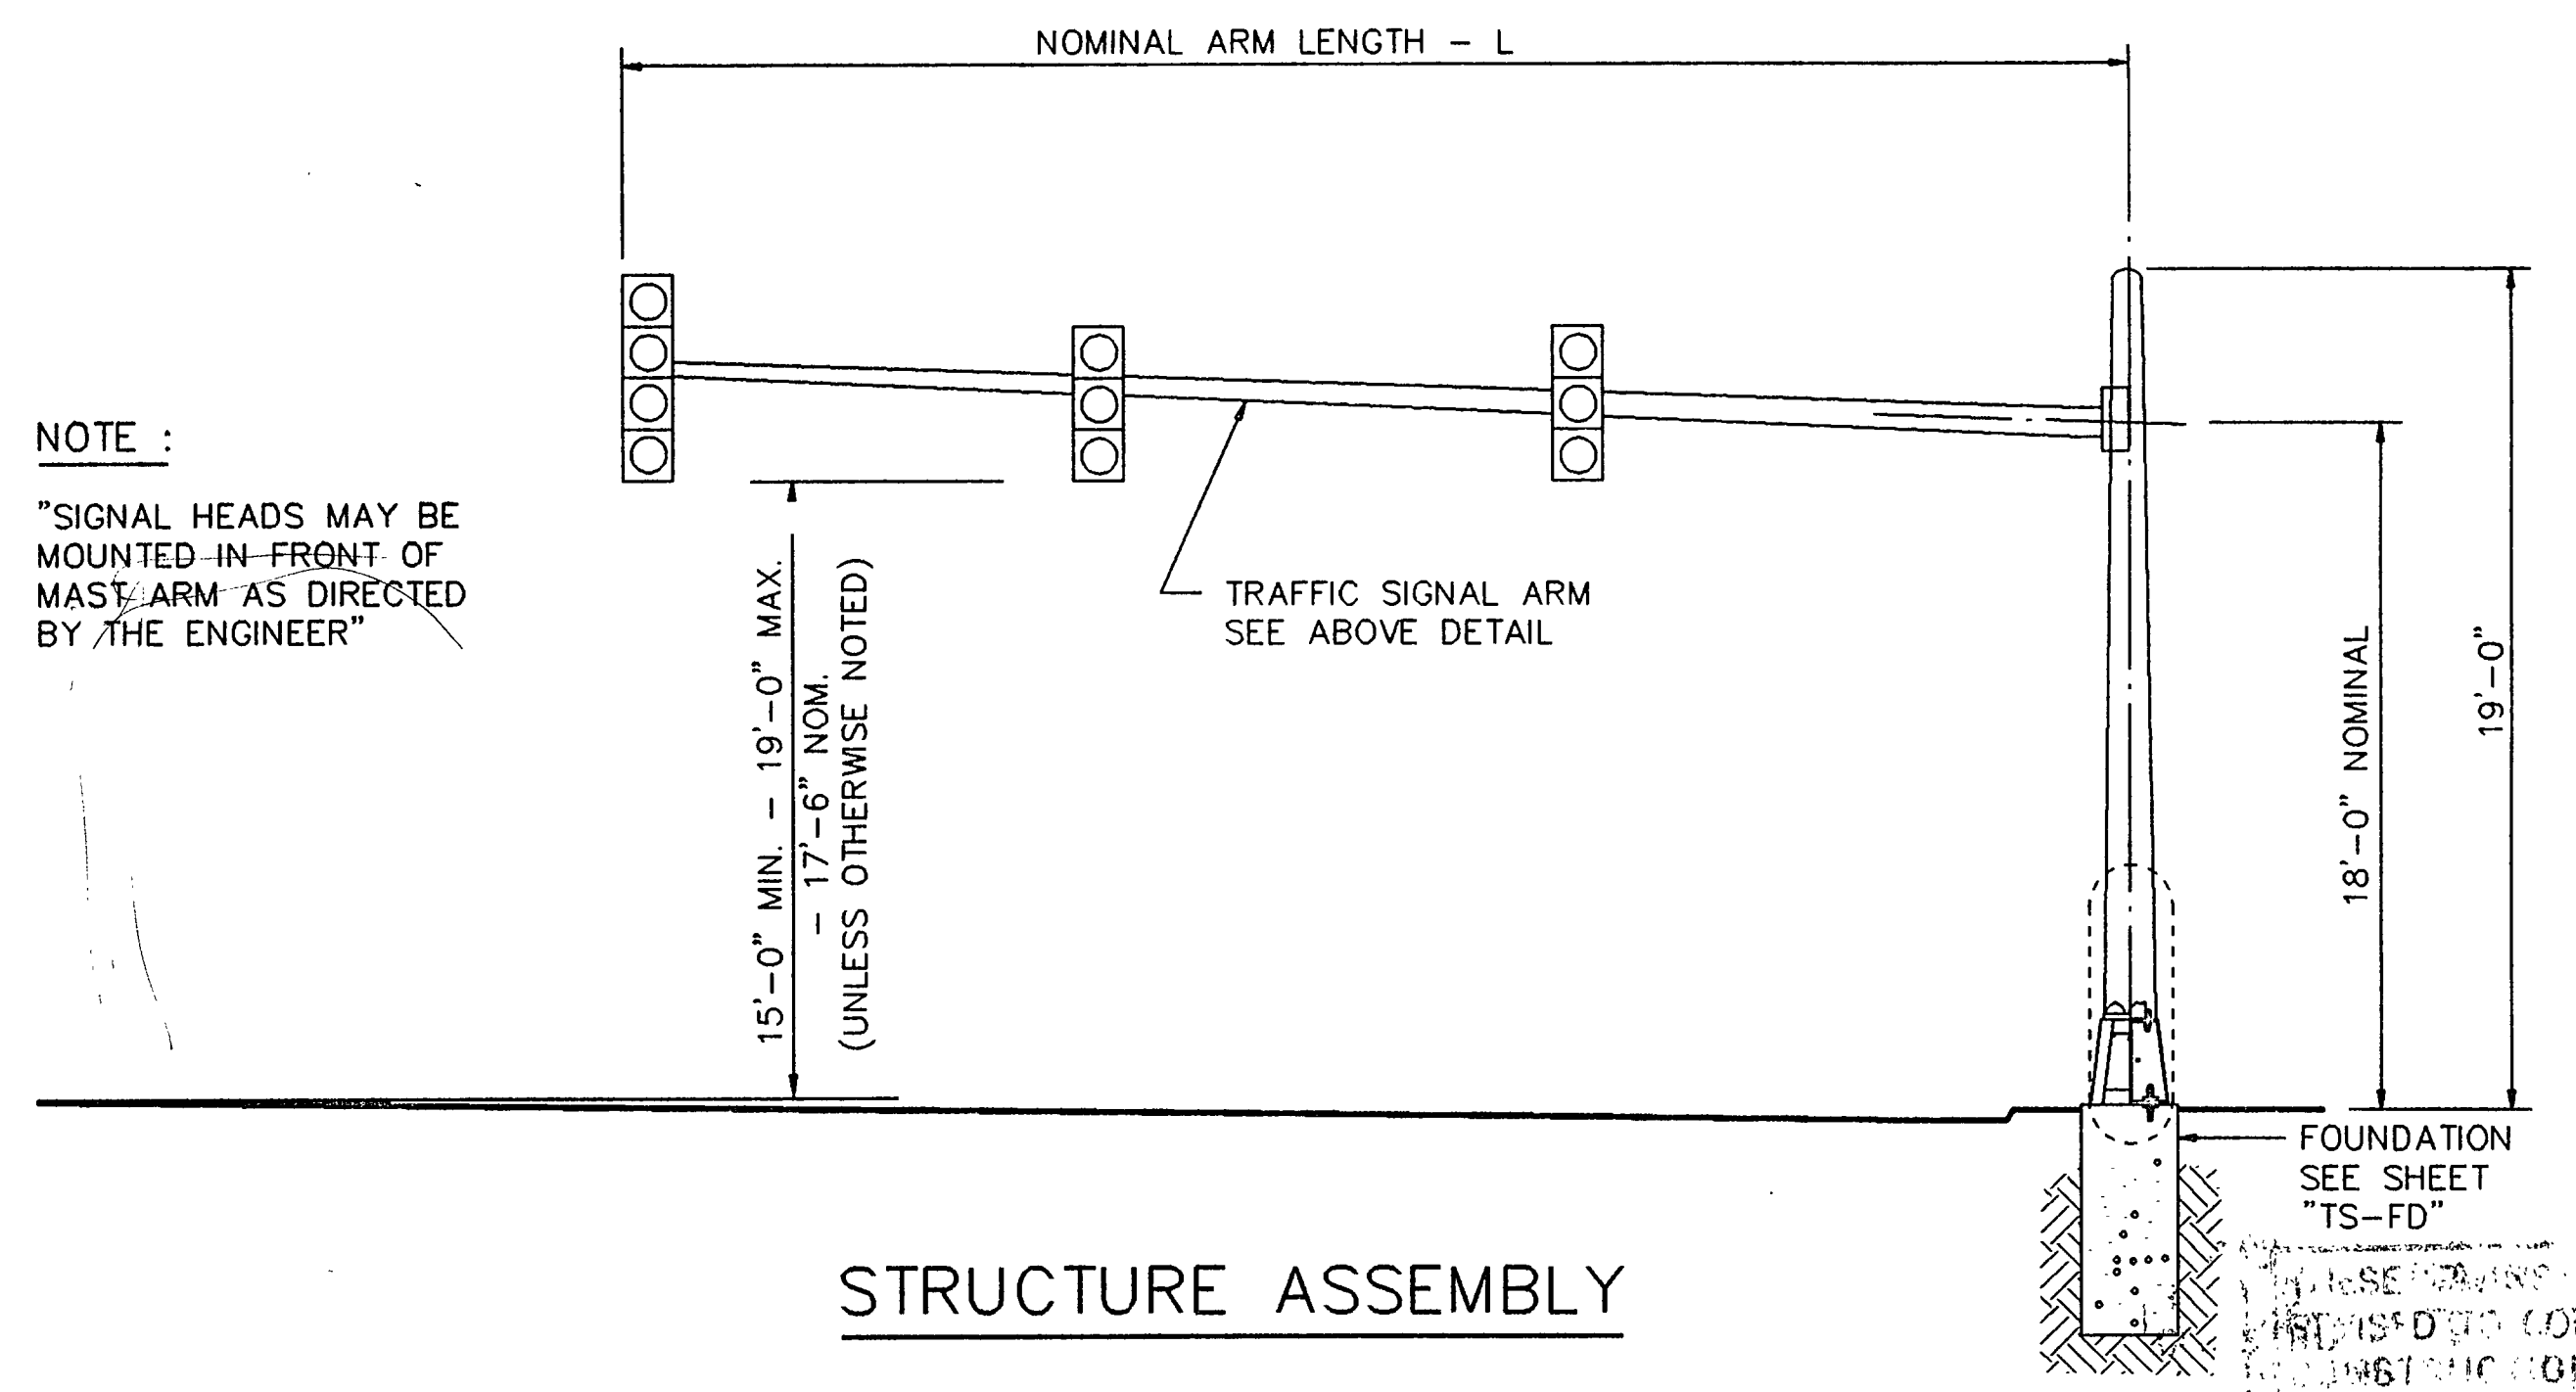 NOMINAL ARM LENGTH - L
NOTE :
"SIGNAL HEADS MAY BE
MOUNTED IN FRONT OF
MAST ARM AS DIRECTED
BY THE ENGINEER"
15'-0" MIN. - 19'-0" MAX.
- 17'-6" NOM.
(UNLESS OTHERWISE NOTED)
TRAFFIC SIGNAL ARM
SEE ABOVE DETAIL
18'-0" NOMINAL
19'-0"
FOUNDATION
SEE SHEET
"TS-FD"
STRUCTURE ASSEMBLY